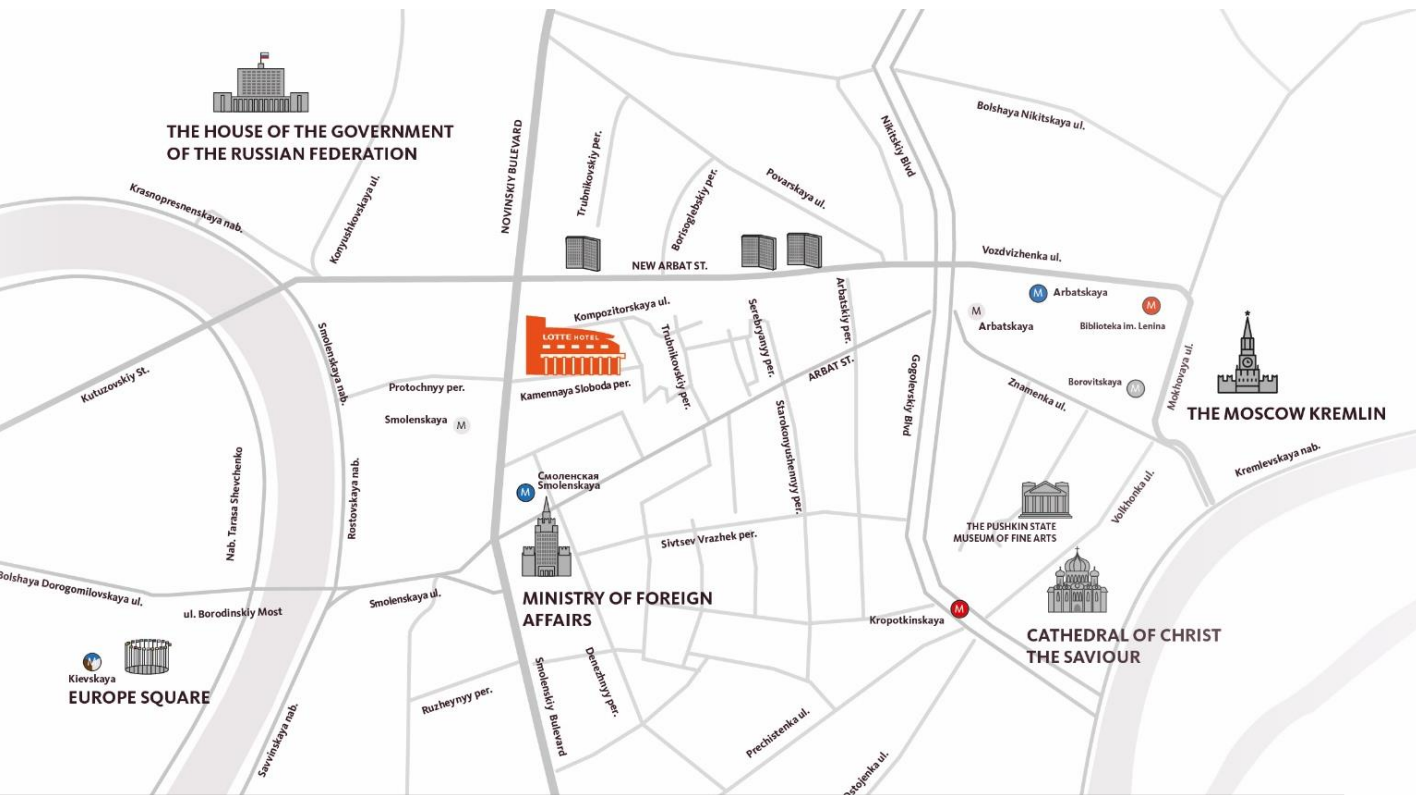 THE HOUSE OF THE GOVERNMENT
OF THE RUSSIAN FEDERATION
Krasnopresnenskaya nab.
Konyushkovskaya ul.
NOVINSKIY BULEVARD
Trubnikovskiy per.
Borisoglebskiy per.
Povarskaya ul.
Nikitskiy Blvd
Bolshaya Nikitskaya ul.
NEW ARBAT ST.
Vozdvizhenka ul.
Kutuzovskiy St.
Smolenskaya nab.
Kompozitorskaya ul.
LOTTE HOTEL
Kamennaya Sloboda per.
Trubnikovskiy per.
Serebryanyy per.
Arbatskiy per.
ARBAT ST.
M
Arbatskaya
M
Arbatskaya
M
Biblioteka im. Lenina
Borovitskaya
M
Mokhovaya ul.
THE MOSCOW KREMLIN
Kremlevskaya nab.
Protochnyy per.
Smolenskaya
M
Starokonyushennyy per.
Gogolevskiy Blvd
Znamenka ul.
Volkhonka ul.
Nab. Tarasa Shevchenko
Rostovskaya nab.
M
Смоленская
Smolenskaya
Sivtsev Vrazhek per.
THE PUSHKIN STATE
MUSEUM OF FINE ARTS
Bolshaya Dorogomilovskaya ul.
ul. Borodinskiy Most
Smolenskaya ul.
MINISTRY OF FOREIGN
AFFAIRS
Kropotkinskaya
M
CATHEDRAL OF CHRIST
THE SAVIOUR
Kievskaya
EUROPE SQUARE
Savvinskaya nab.
Ruzheynyy per.
Smolenskiy Bulevard
Denezhnyy per.
Prechistenka ul.
stojenka ul.